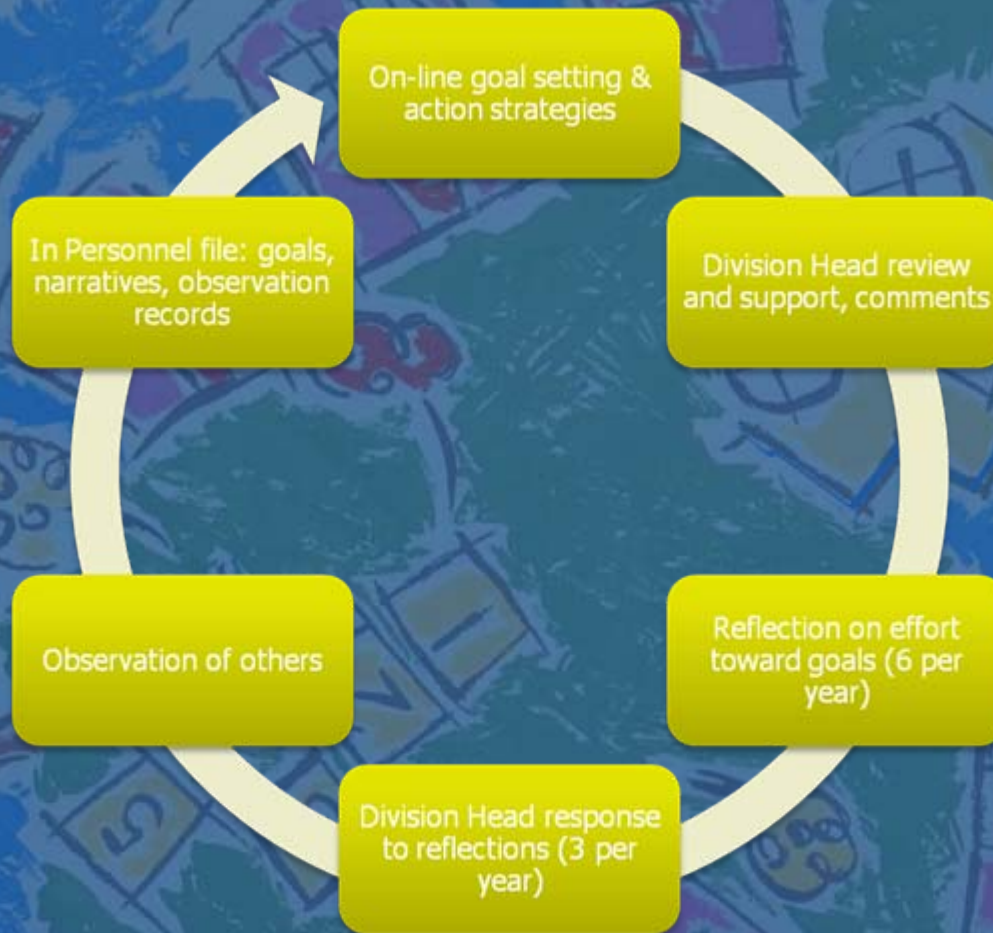 On-line goal setting &
action strategies
Division Head review
and support, comments
Reflection on effort
toward goals (6 per
year)
Division Head response
to reflections (3 per
year)
Observation of others
In Personnel file: goals,
narratives, observation
records